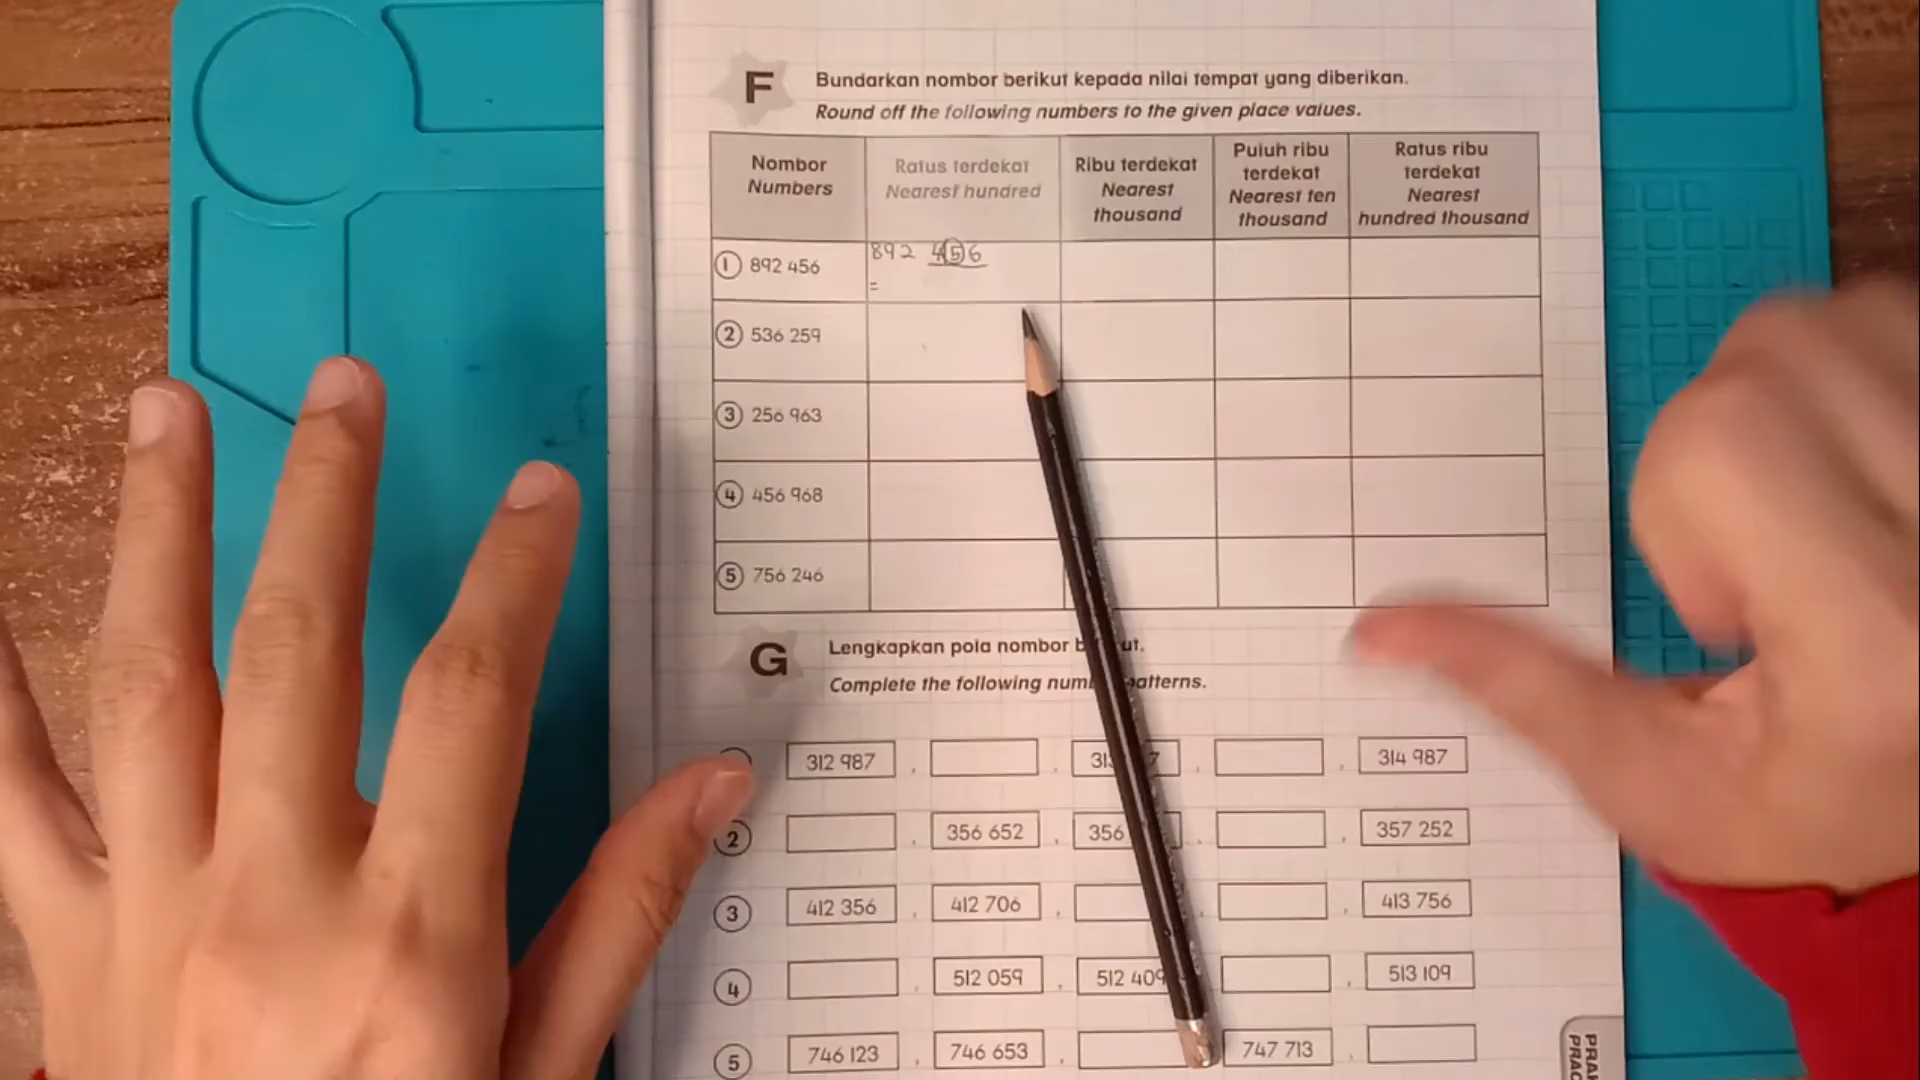 F
Bundarkan nombor berikut kepada nilai tempat yang diberikan.
Round off the following numbers to the given place values.
Nombor
Numbers
Ratus terdekat
Nearest hundred
Ribu terdekat
Nearest
thousand
Puluh ribu
terdekat
Nearest ten
thousand
Ratus ribu
terdekat
Nearest
hundred thousand
1 892 456
892 456
=
2 536 259
3 256 963
4 456 968
5 756 246
G
Lengkapkan pola nombor
Complete the following
312 987 , , , 314 987
2 , 356 652 , 356 , , 357 252
3 412 356 , 412 706 , , , 413 756
4 , 512 059 , 512 409 , , 513 109
5 746 123 , 746 653 , 747 713 ,